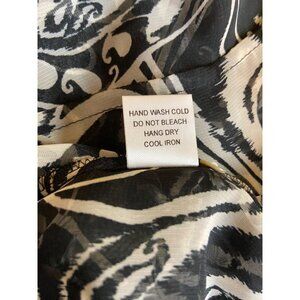 HAND WASH COLD
DO NOT BLEACH
HANG DRY
COOL IRON